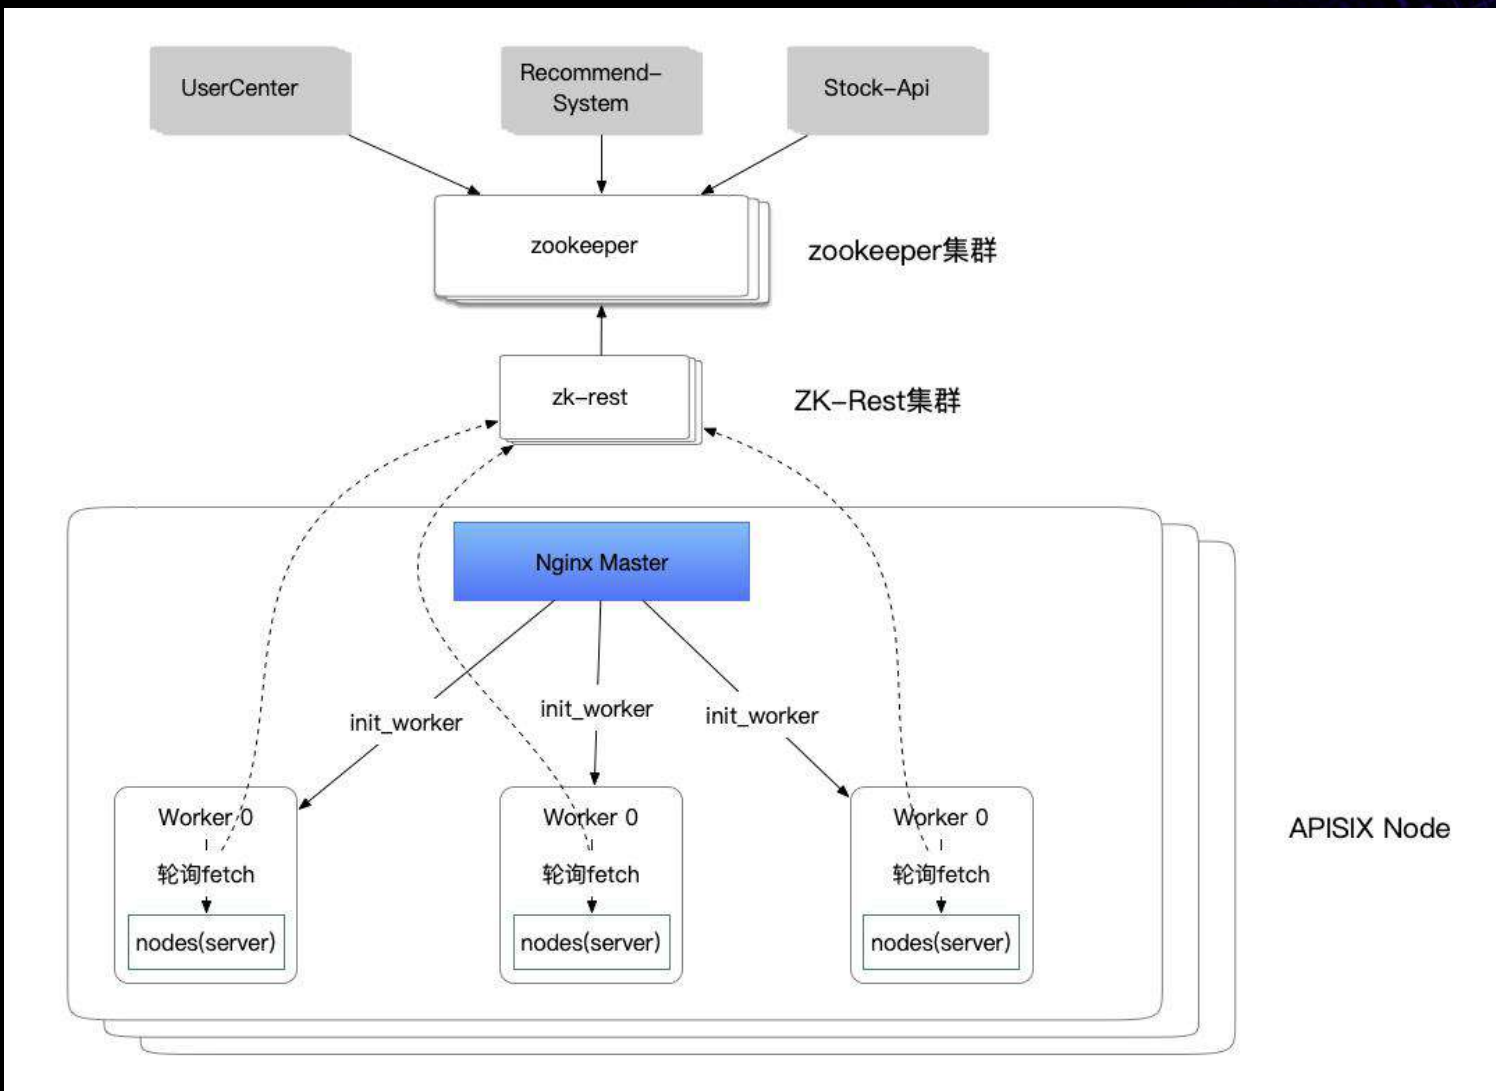 UserCenter
Recommend-
System
Stock-Api
zookeeper
zookeeper集群
zk-rest
ZK-Rest集群
Nginx Master
init_worker
init_worker
init_worker
Worker 0
Worker 0
Worker 0
轮询fetch
轮询fetch
轮询fetch
nodes(server)
nodes(server)
nodes(server)
APISIX Node